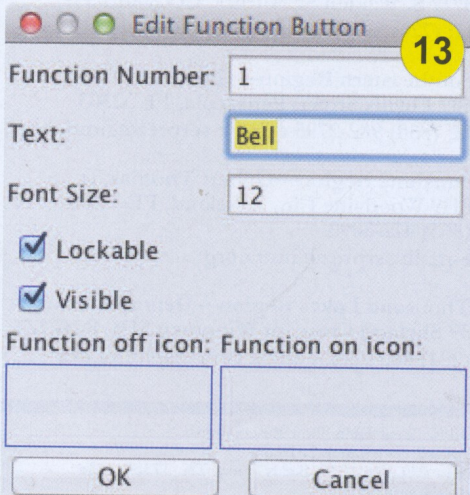 Edit Function Button
13
Function Number: 1
Text: Bell
Font Size: 12
Lockable
Visible
Function off icon: Function on icon:
OK Cancel